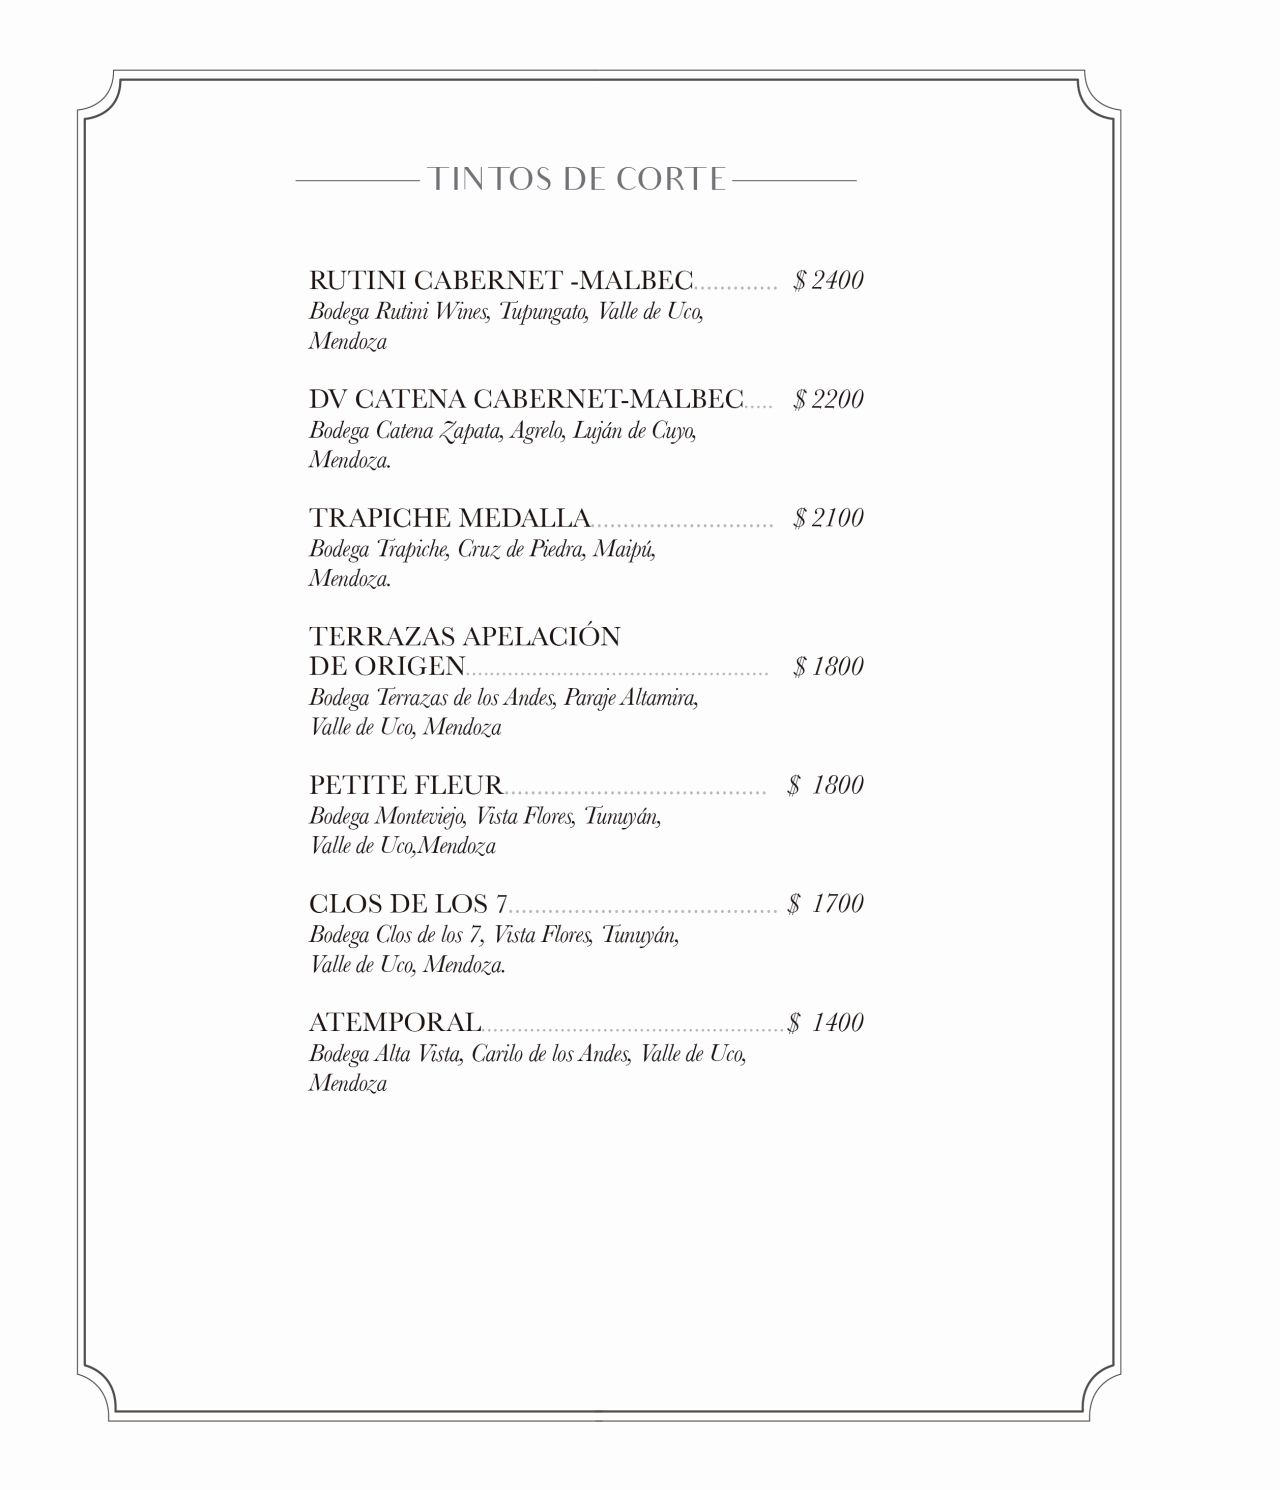 TINTOS DE CORTE
RUTINI CABERNET -MALBEC............. $ 2400
Bodega Rutini Wines, Tupungato, Valle de Uco,
Mendoza
DV CATENA CABERNET-MALBEC..... $ 2200
Bodega Catena Zapata, Agrelo, Luján de Cuyo,
Mendoza.
TRAPICHE MEDALLA............................. $ 2100
Bodega Trapiche, Cruz de Piedra, Maipú,
Mendoza.
TERRAZAS APELACIÓN
DE ORIGEN................................................ $ 1800
Bodega Terrazas de los Andes, Paraje Altamira,
Valle de Uco, Mendoza
PETITE FLEUR......................................... $ 1800
Bodega Monteviejo, Vista Flores, Tunuyán,
Valle de Uco,Mendoza
CLOS DE LOS 7.......................................... $ 1700
Bodega Clos de los 7, Vista Flores, Tunuyán,
Valle de Uco, Mendoza.
ATEMPORAL................................................ $ 1400
Bodega Alta Vista, Carilo de los Andes, Valle de Uco,
Mendoza